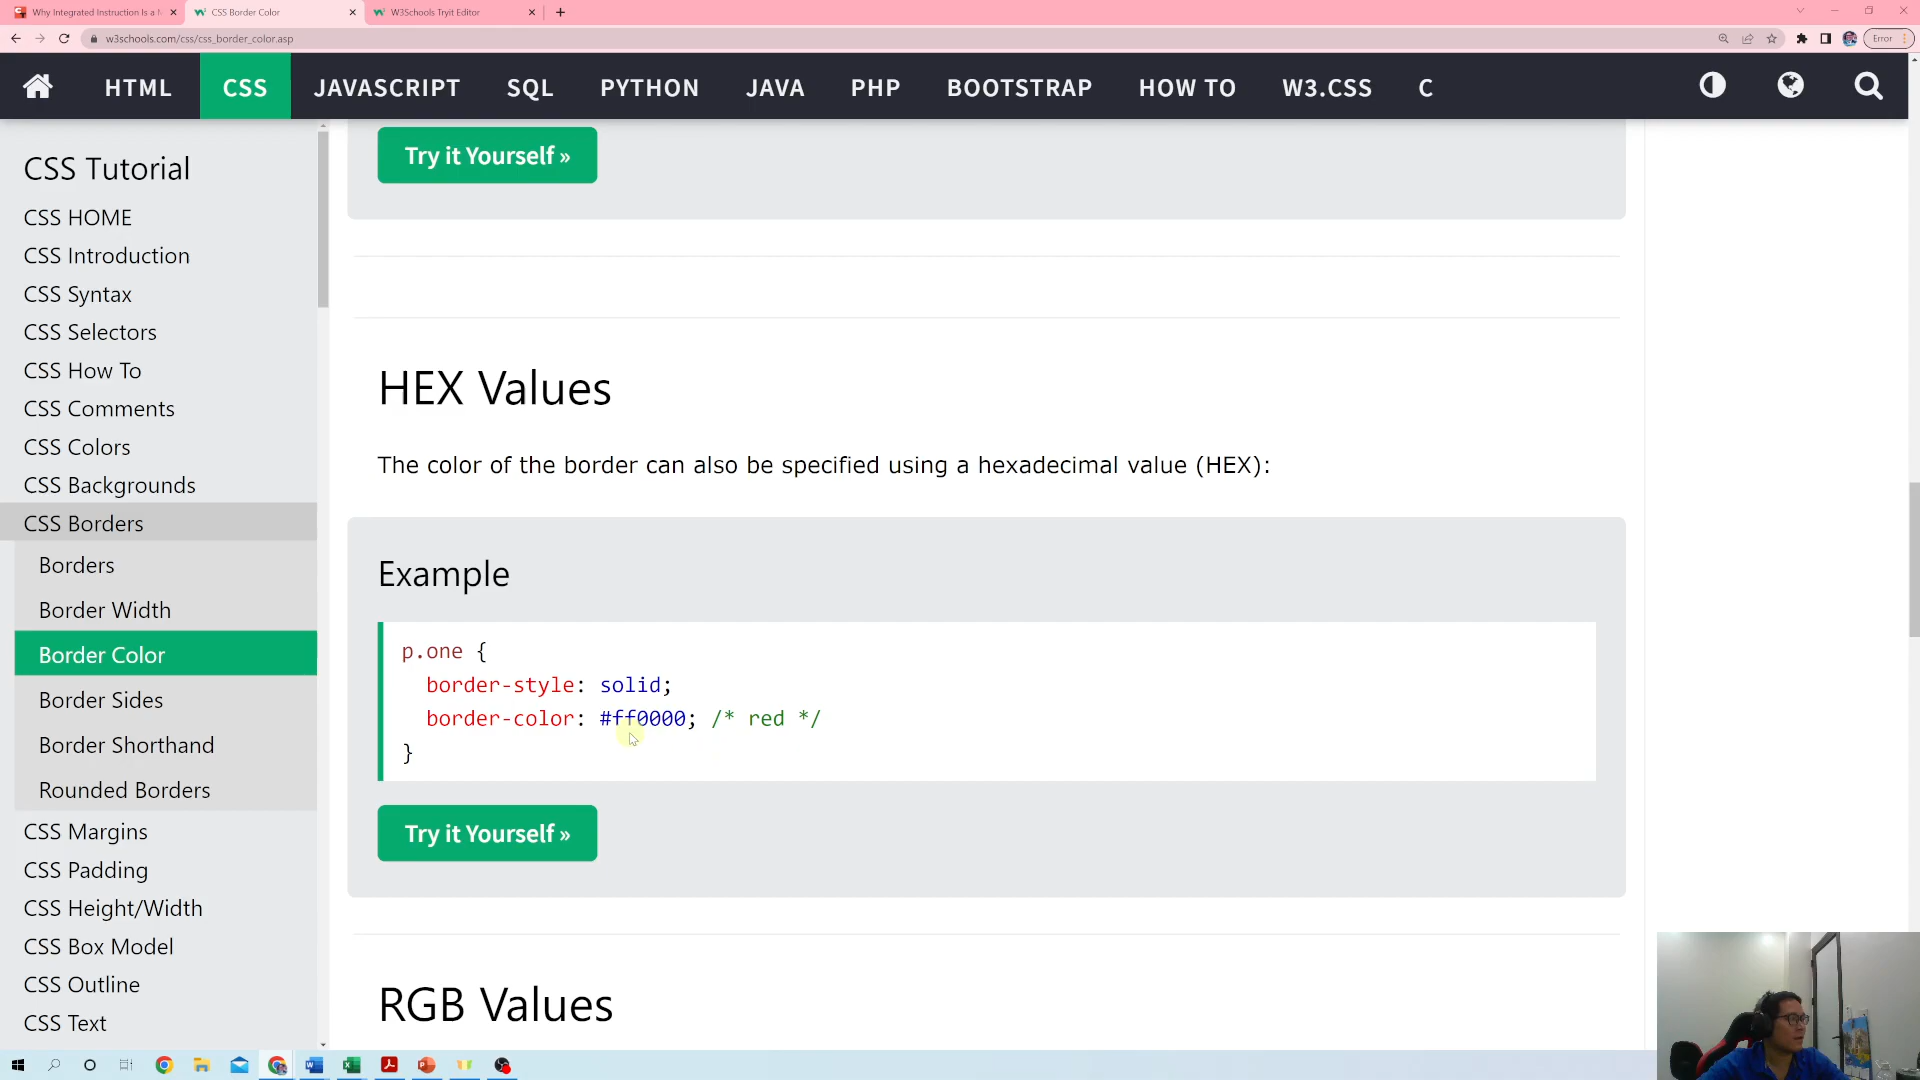 Why Integrated Instruction Is a
CSS Border Color
W3Schools Tryit Editor
w3schools.com/css/css_border_color.asp
Error
HTML
CSS
JAVASCRIPT
SQL
PYTHON
JAVA
PHP
BOOTSTRAP
HOW TO
W3.CSS
C
CSS Tutorial
CSS HOME
CSS Introduction
CSS Syntax
CSS Selectors
CSS How To
CSS Comments
CSS Colors
CSS Backgrounds
CSS Borders
Borders
Border Width
Border Color
Border Sides
Border Shorthand
Rounded Borders
CSS Margins
CSS Padding
CSS Height/Width
CSS Box Model
CSS Outline
CSS Text
Try it Yourself »
HEX Values
The color of the border can also be specified using a hexadecimal value (HEX):
Example
p.one {
border-style: solid;
border-color: #ff0000; /* red */
}
Try it Yourself »
RGB Values